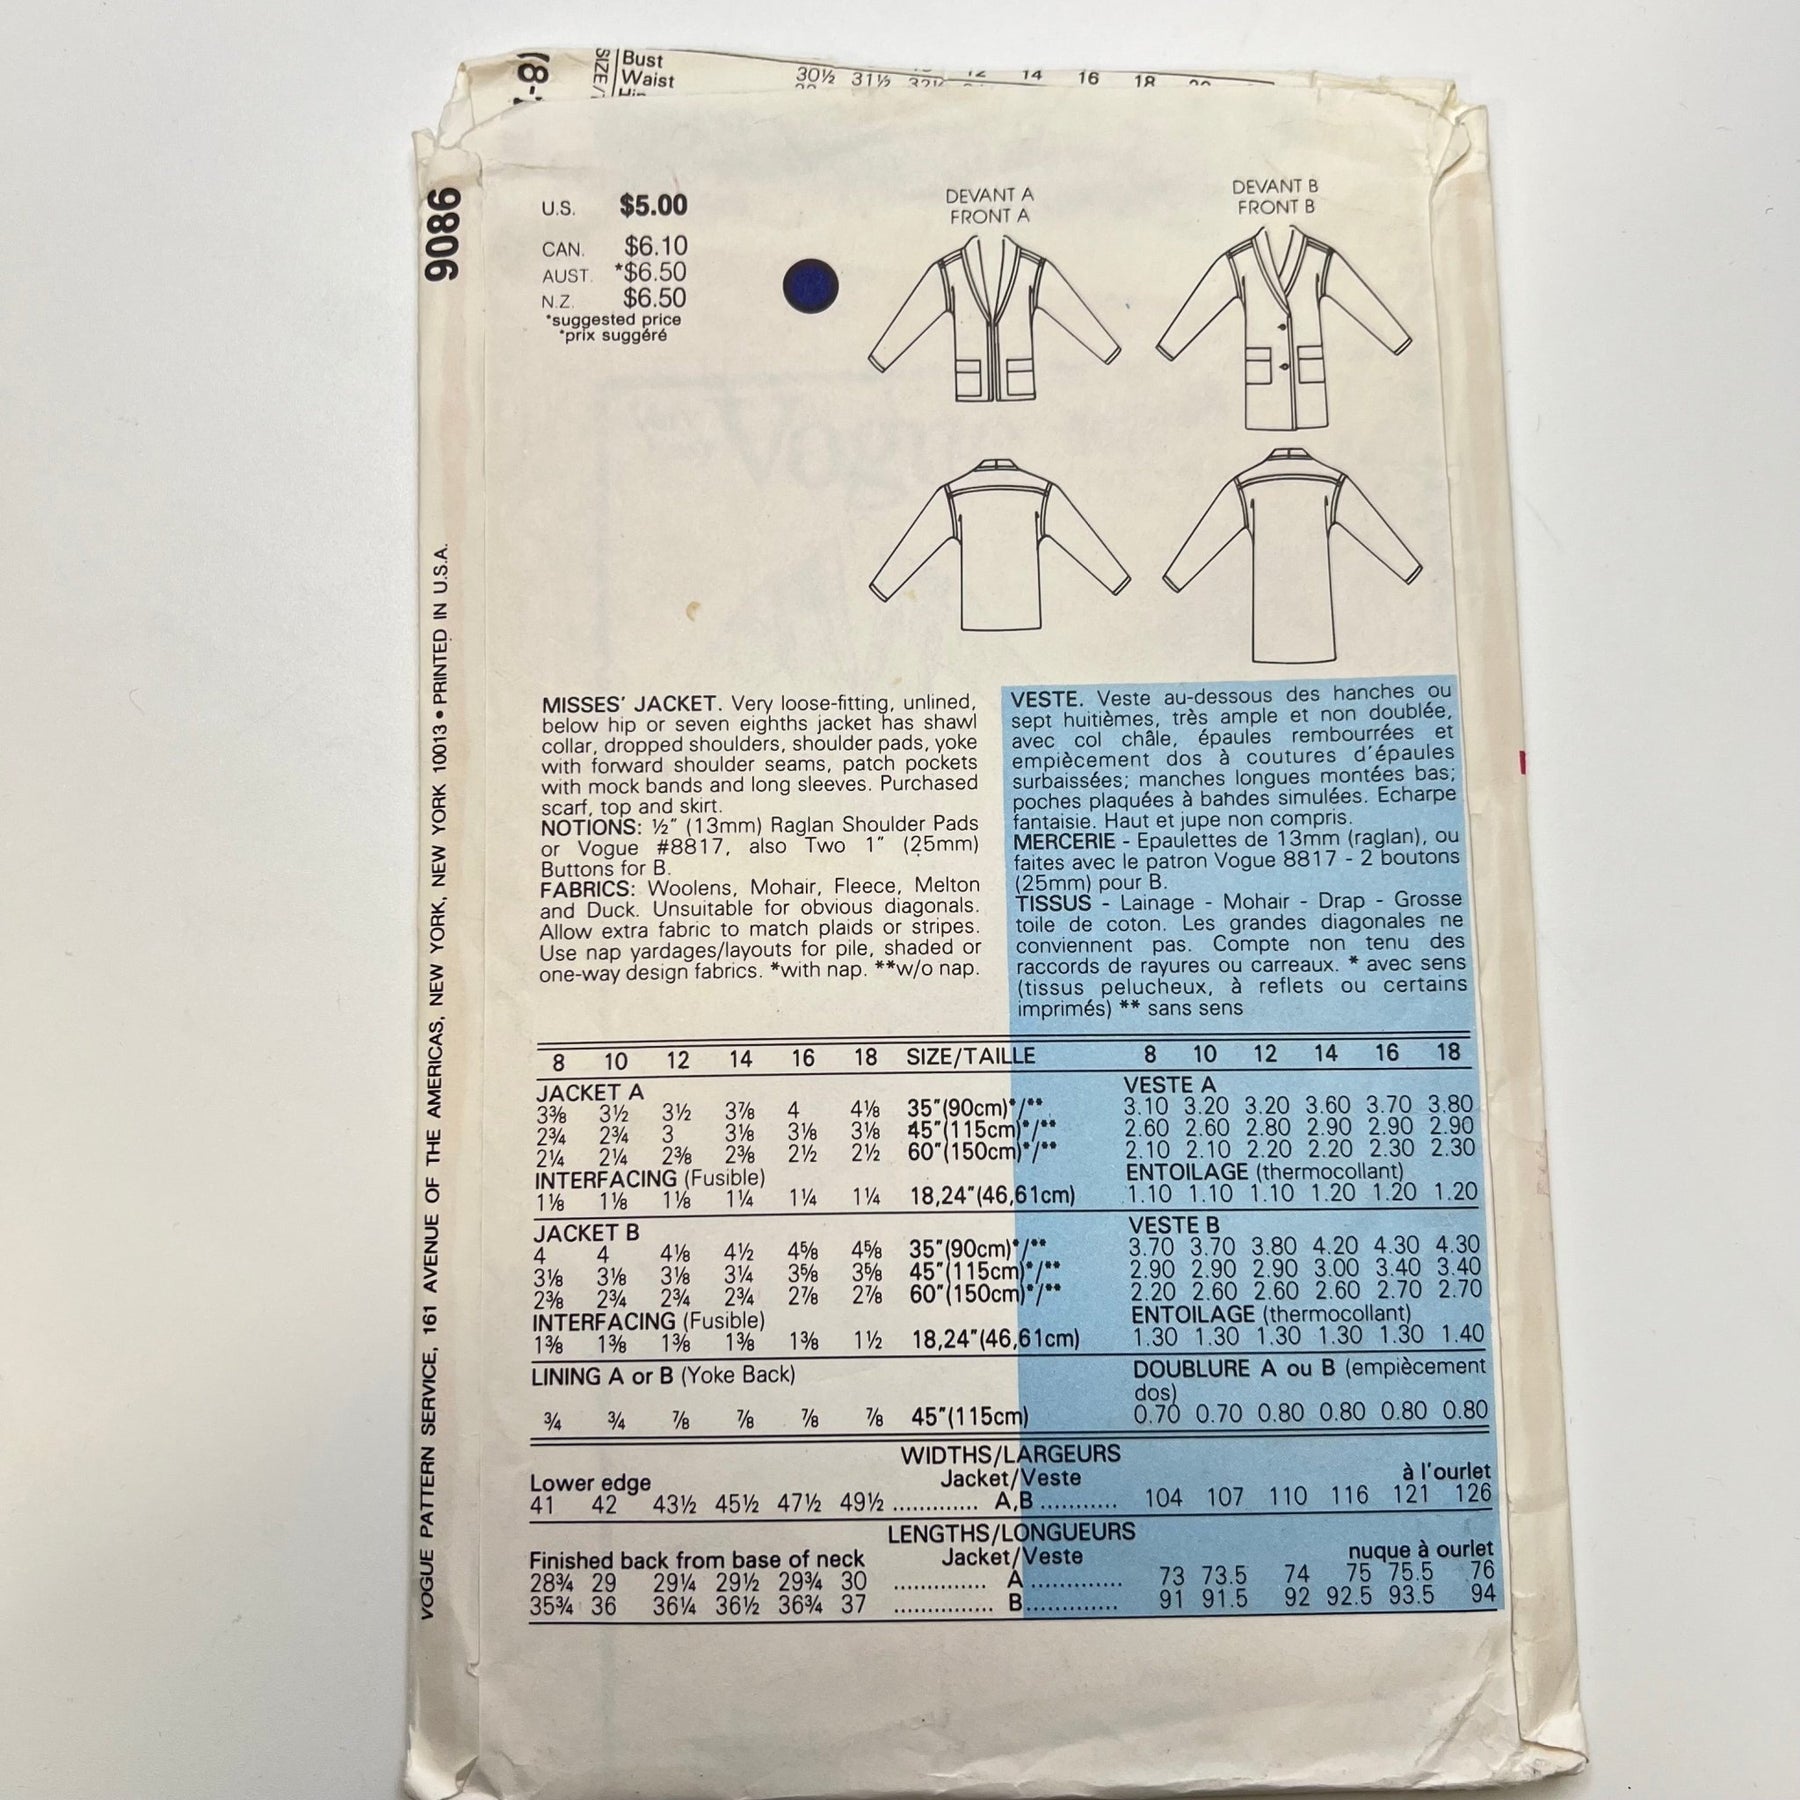 SIZE/
Bust
Waist
30½ 31½ 14 16 18
9086
U.S. $5.00
CAN. $6.10
AUST. *$6.50
N.Z. $6.50
*suggested price
*prix suggéré
DEVANT A
FRONT A
DEVANT B
FRONT B
VOGUE PATTERN SERVICE, 161 AVENUE OF THE AMERICAS, NEW YORK, NEW YORK 10013 • PRINTED IN U.S.A.
MISSES' JACKET. Very loose-fitting, unlined,
below hip or seven eighths jacket has shawl
collar, dropped shoulders, shoulder pads, yoke
with forward shoulder seams, patch pockets
with mock bands and long sleeves. Purchased
scarf, top and skirt.
NOTIONS: ½" (13mm) Raglan Shoulder Pads
or Vogue #8817, also Two 1" (25mm)
Buttons for B.
FABRICS: Woolens, Mohair, Fleece, Melton
and Duck. Unsuitable for obvious diagonals.
Allow extra fabric to match plaids or stripes.
Use nap yardages/layouts for pile, shaded or
one-way design fabrics. *with nap. **w/o nap.
VESTE. Veste au-dessous des hanches ou
sept huitièmes, très ample et non doublée,
avec col châle, épaules rembourrées et
empiècement dos à coutures d'épaules
surbaissées; manches longues montées bas;
poches plaquées à bandes simulées. Echarpe
fantaisie. Haut et jupe non compris.
MERCERIE - Epaulettes de 13mm (raglan), ou
faites avec le patron Vogue 8817 - 2 boutons
(25mm) pour B.
TISSUS - Lainage - Mohair - Drap - Grosse
toile de coton. Les grandes diagonales ne
conviennent pas. Compte non tenu des
raccords de rayures ou carreaux. * avec sens
(tissus pelucheux, à reflets ou certains
imprimés) ** sans sens
8 10 12 14 16 18 SIZE/TAILLE 8 10 12 14 16 18
JACKET A VESTE A
3⅜ 3½ 3½ 3⅞ 4 4⅛ 35"(90cm)*/** 3.10 3.20 3.20 3.60 3.70 3.80
2¾ 2¾ 3 3⅛ 3⅛ 3⅛ 45"(115cm)*/** 2.60 2.60 2.80 2.90 2.90 2.90
2¼ 2¼ 2⅜ 2⅜ 2½ 2½ 60"(150cm)*/** 2.10 2.10 2.20 2.20 2.30 2.30
INTERFACING (Fusible) ENTOILAGE (thermocollant)
1⅛ 1⅛ 1⅛ 1¼ 1¼ 1¼ 18,24"(46,61cm) 1.10 1.10 1.10 1.20 1.20 1.20
JACKET B VESTE B
4 4 4⅛ 4½ 4⅝ 4⅝ 35"(90cm)*/** 3.70 3.70 3.80 4.20 4.30 4.30
3⅛ 3⅛ 3⅛ 3¼ 3⅝ 3⅝ 45"(115cm)*/** 2.90 2.90 2.90 3.00 3.40 3.40
2⅜ 2¾ 2¾ 2¾ 2⅞ 2⅞ 60"(150cm)*/** 2.20 2.60 2.60 2.60 2.70 2.70
INTERFACING (Fusible) ENTOILAGE (thermocollant)
1⅜ 1⅜ 1⅜ 1⅜ 1⅜ 1½ 18,24"(46,61cm) 1.30 1.30 1.30 1.30 1.30 1.40
LINING A or B (Yoke Back) DOUBLURE A ou B (empiècement
dos)
¾ ¾ ⅞ ⅞ ⅞ ⅞ 45"(115cm) 0.70 0.70 0.80 0.80 0.80 0.80
WIDTHS/LARGEURS
Lower edge Jacket/Veste à l'ourlet
41 42 43½ 45½ 47½ 49½ ............. A,B ........... 104 107 110 116 121 126
LENGTHS/LONGUEURS
Finished back from base of neck Jacket/Veste nuque à ourlet
28¾ 29 29¼ 29½ 29¾ 30 .............. A ............. 73 73.5 74 75 75.5 76
35¾ 36 36¼ 36½ 36¾ 37 .............. B............. 91 91.5 92 92.5 93.5 94